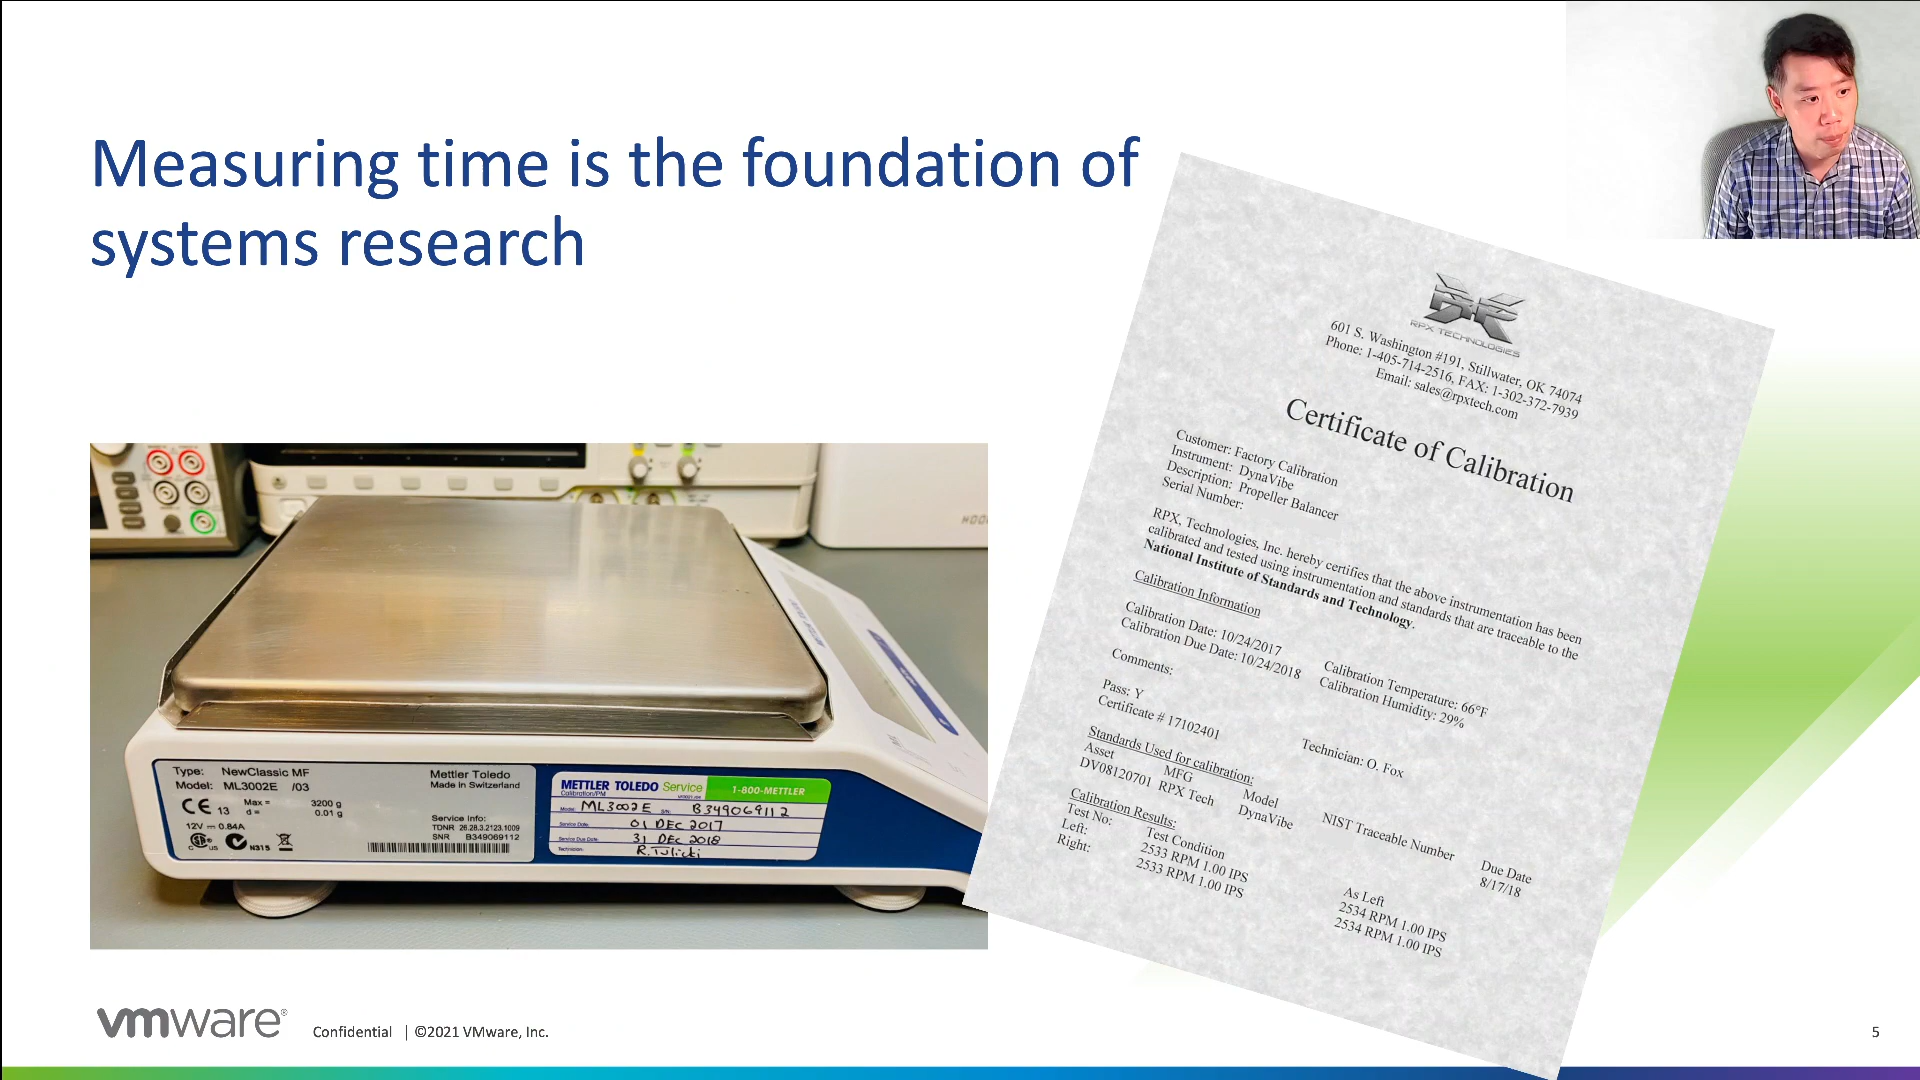 Measuring time is the foundation of
systems research
RPX TECHNOLOGIES
601 S. Washington #191, Stillwater, OK 74074
Phone: 1-405-714-2516, FAX: 1-302-372-7939
Email: sales@rpxtech.com
Certificate of Calibration
Customer: Factory Calibration
Instrument: DynaVibe
Description: Propeller Balancer
Serial Number:
RPX, Technologies, Inc. hereby certifies that the above instrumentation has been
calibrated and tested using instrumentation and standards that are traceable to the
National Institute of Standards and Technology.
Calibration Information
Calibration Date: 10/24/2017 Calibration Temperature: 66°F
Calibration Due Date: 10/24/2018 Calibration Humidity: 29%
Comments:
Pass: Y Technician: O. Fox
Certificate # 17102401
Standards Used for calibration:
Asset MFG Model NIST Traceable Number Due Date
DV08120701 RPX Tech DynaVibe 8/17/18
Calibration Results:
Test No: Test Condition As Left
Left: 2533 RPM 1.00 IPS 2534 RPM 1.00 IPS
Right: 2533 RPM 1.00 IPS 2534 RPM 1.00 IPS
Type: NewClassic MF Mettler Toledo
Model: ML3002E /03 Made in Switzerland
CE 13 Max = 3200 g
d = 0.01 g
12V 0.84A
Service Info:
TDNR 26.28.3.2123.1009
SNR B349069112
N315
METTLER TOLEDO Service 1-800-METTLER
Calibration/PM
Model: ML3002E S/N: B349069112
Service Date: 01 DEC 2017
Service Due Date: 31 DEC 2018
Technician:
vmware® Confidential | ©2021 VMware, Inc. 5